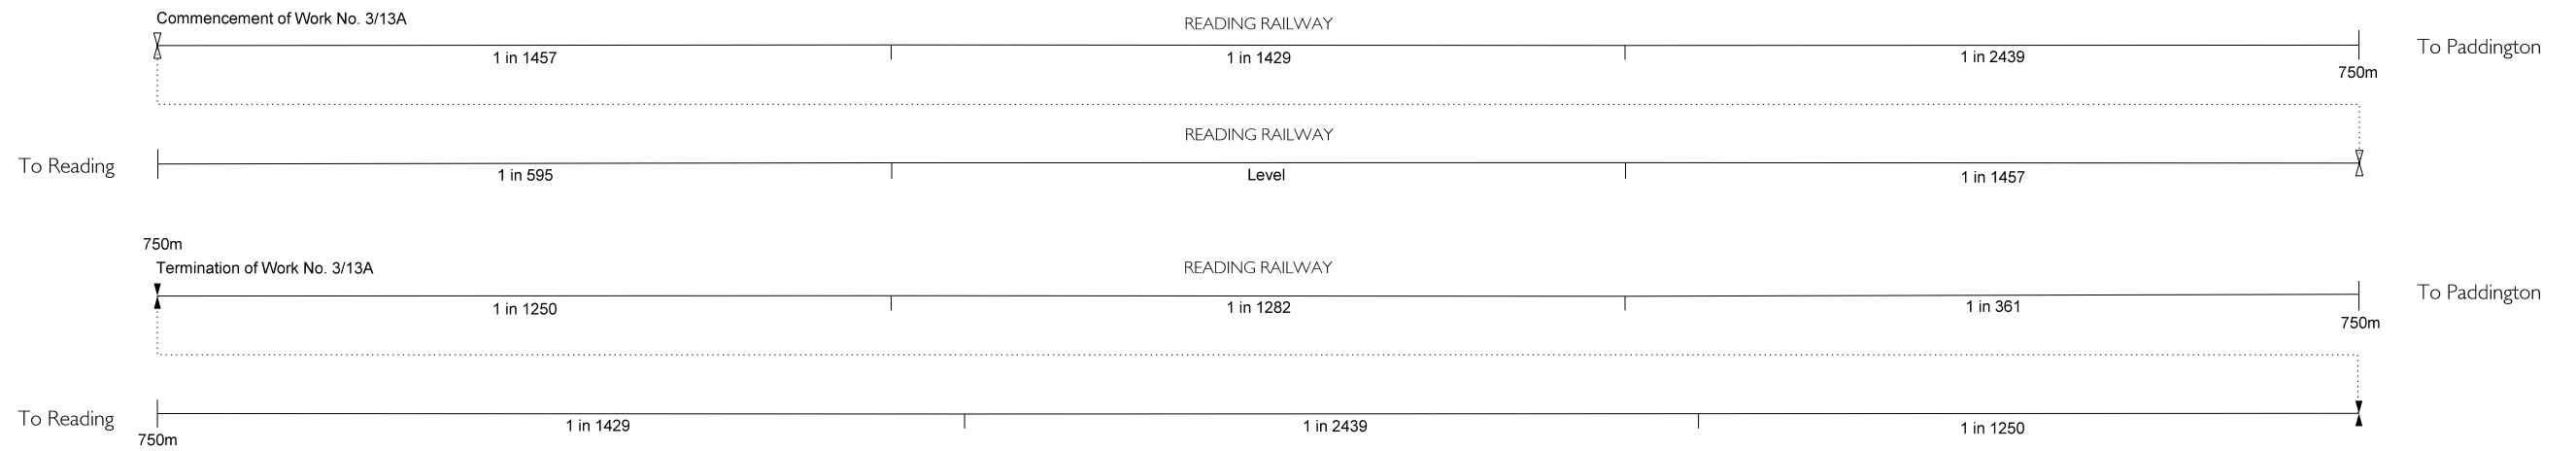 Commencement of Work No. 3/13A
READING RAILWAY
1 in 1457
1 in 1429
1 in 2439
To Paddington
750m
READING RAILWAY
To Reading
1 in 595
Level
1 in 1457
750m
Termination of Work No. 3/13A
READING RAILWAY
1 in 1250
1 in 1282
1 in 361
To Paddington
750m
To Reading
1 in 1429
1 in 2439
1 in 1250
750m